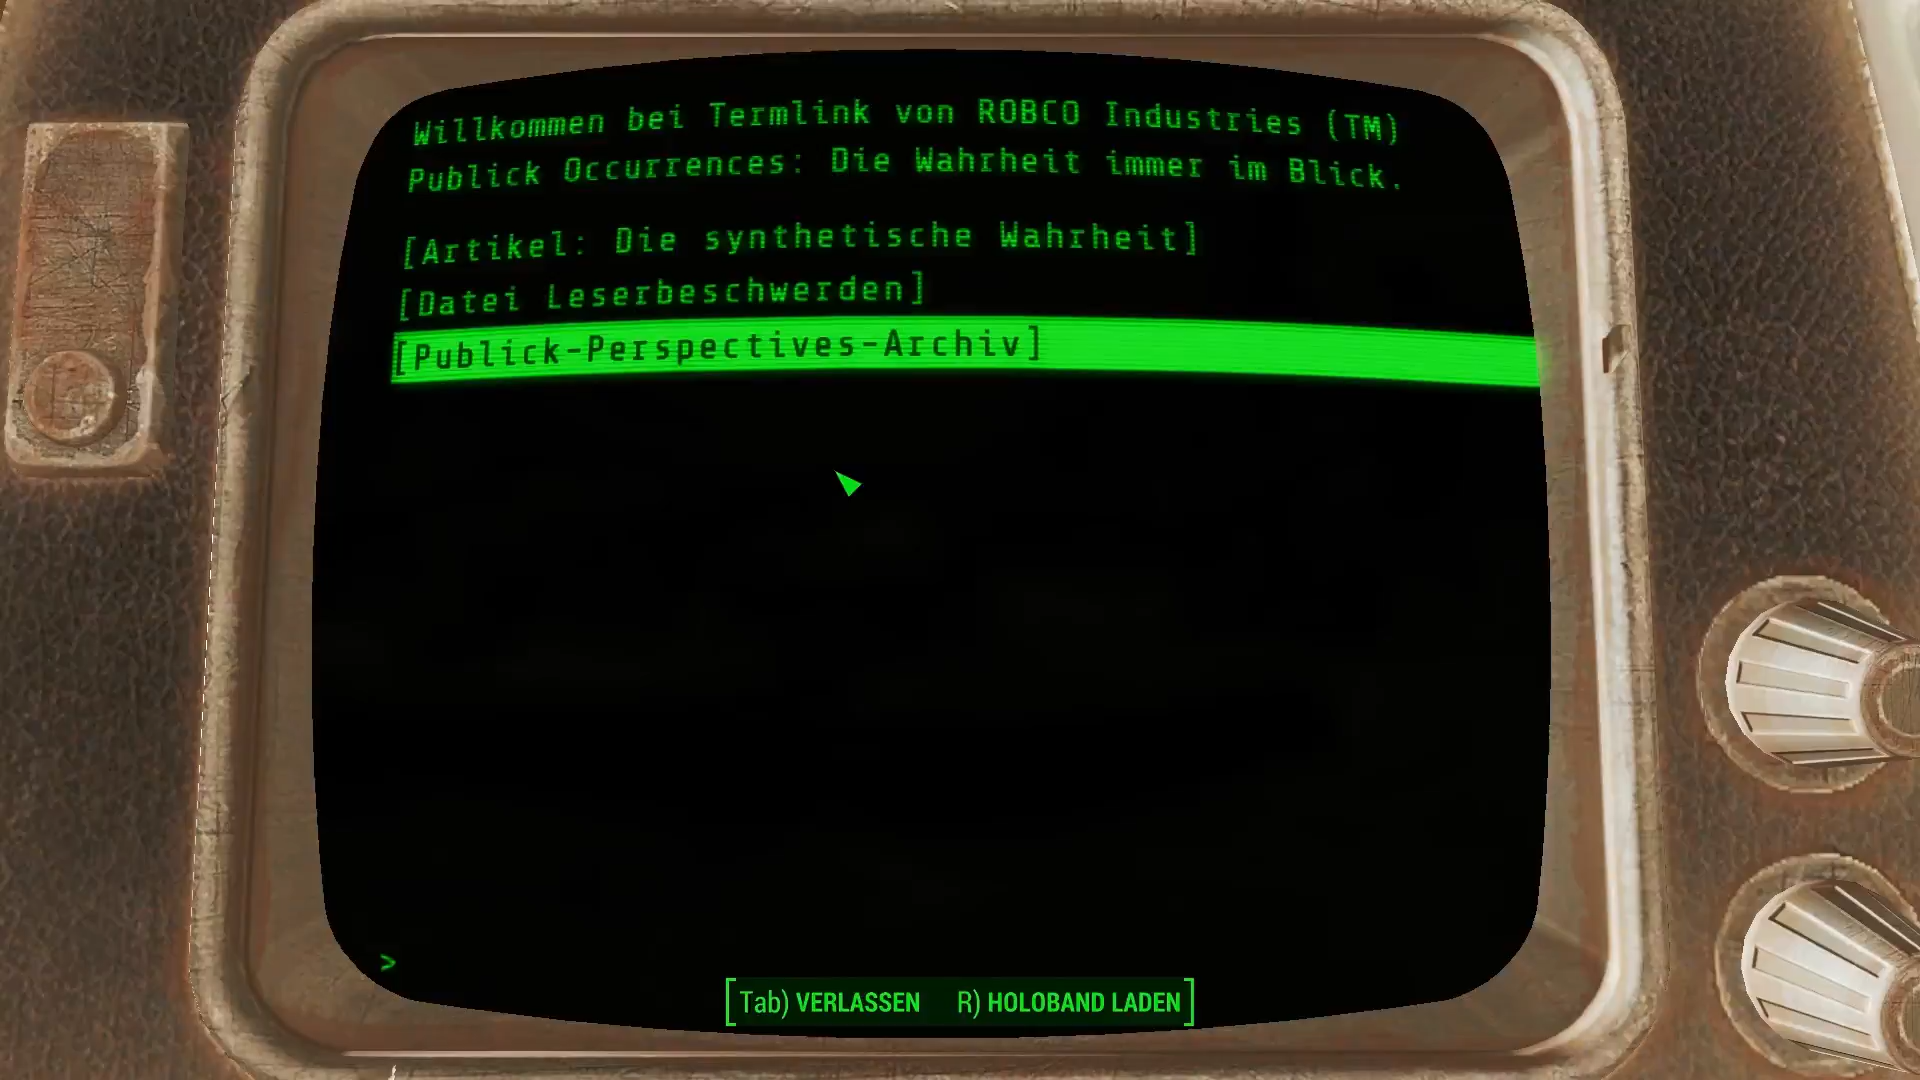 Willkommen bei Termlink von ROBCO Industries (TM)
Publick Occurrences: Die Wahrheit immer im Blick.
[Artikel: Die synthetische Wahrheit]
[Datei Leserbeschwerden]
[Publick-Perspectives-Archiv]
>
[Tab) VERLASSEN R) HOLOBAND LADEN]